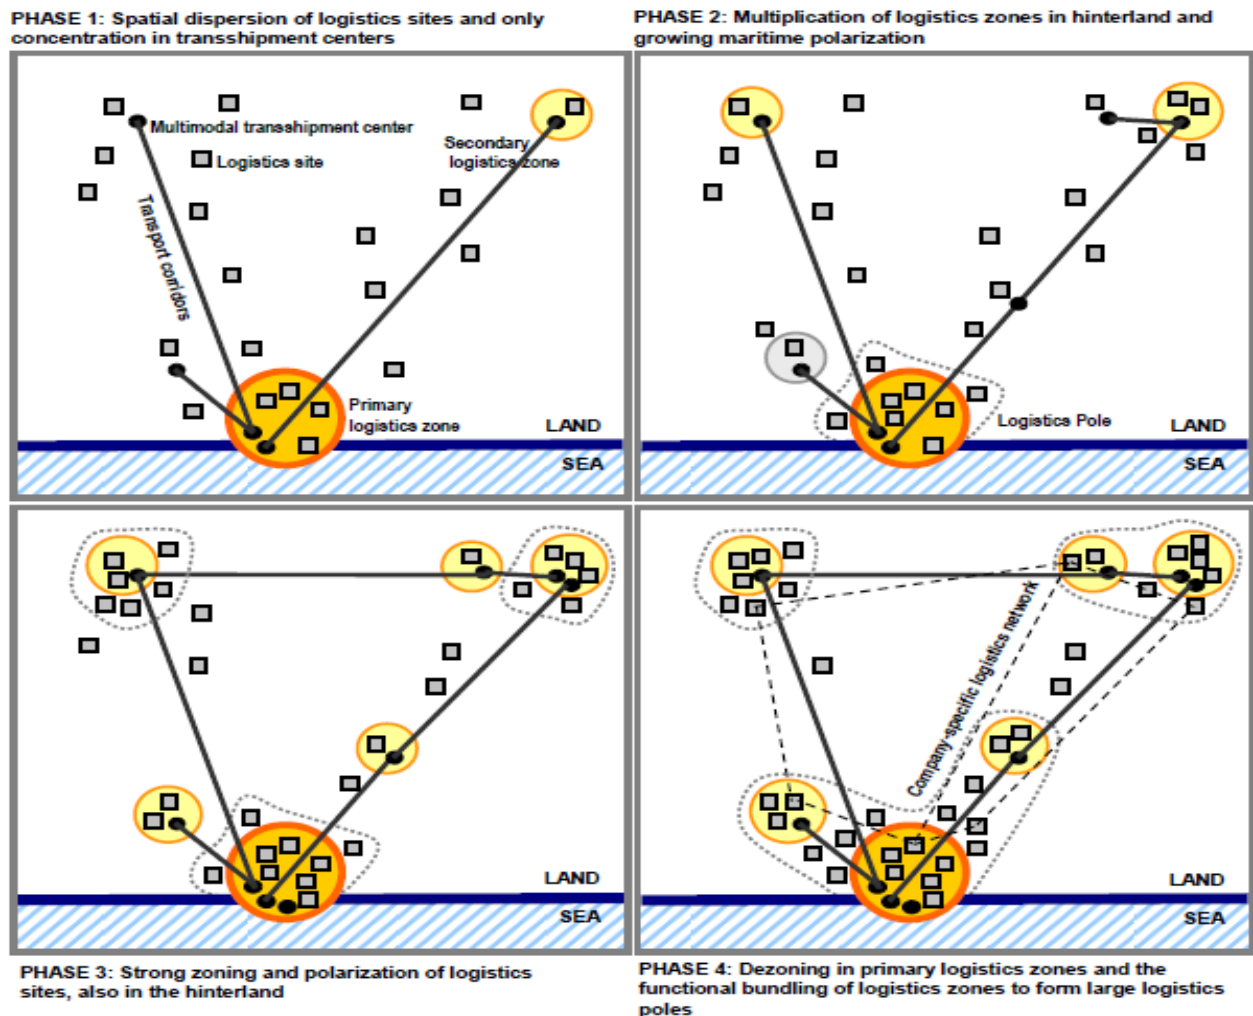 PHASE 1: Spatial dispersion of logistics sites and only
concentration in transshipment centers
Multimodal transshipment center
Logistics site
Secondary
logistics zone
Transport corridors
Primary
logistics zone
LAND
SEA
PHASE 2: Multiplication of logistics zones in hinterland and
growing maritime polarization
Logistics Pole
LAND
SEA
LAND
SEA
PHASE 3: Strong zoning and polarization of logistics
sites, also in the hinterland
Company-specific logistics network
LAND
SEA
PHASE 4: Dezoning in primary logistics zones and the
functional bundling of logistics zones to form large logistics
poles